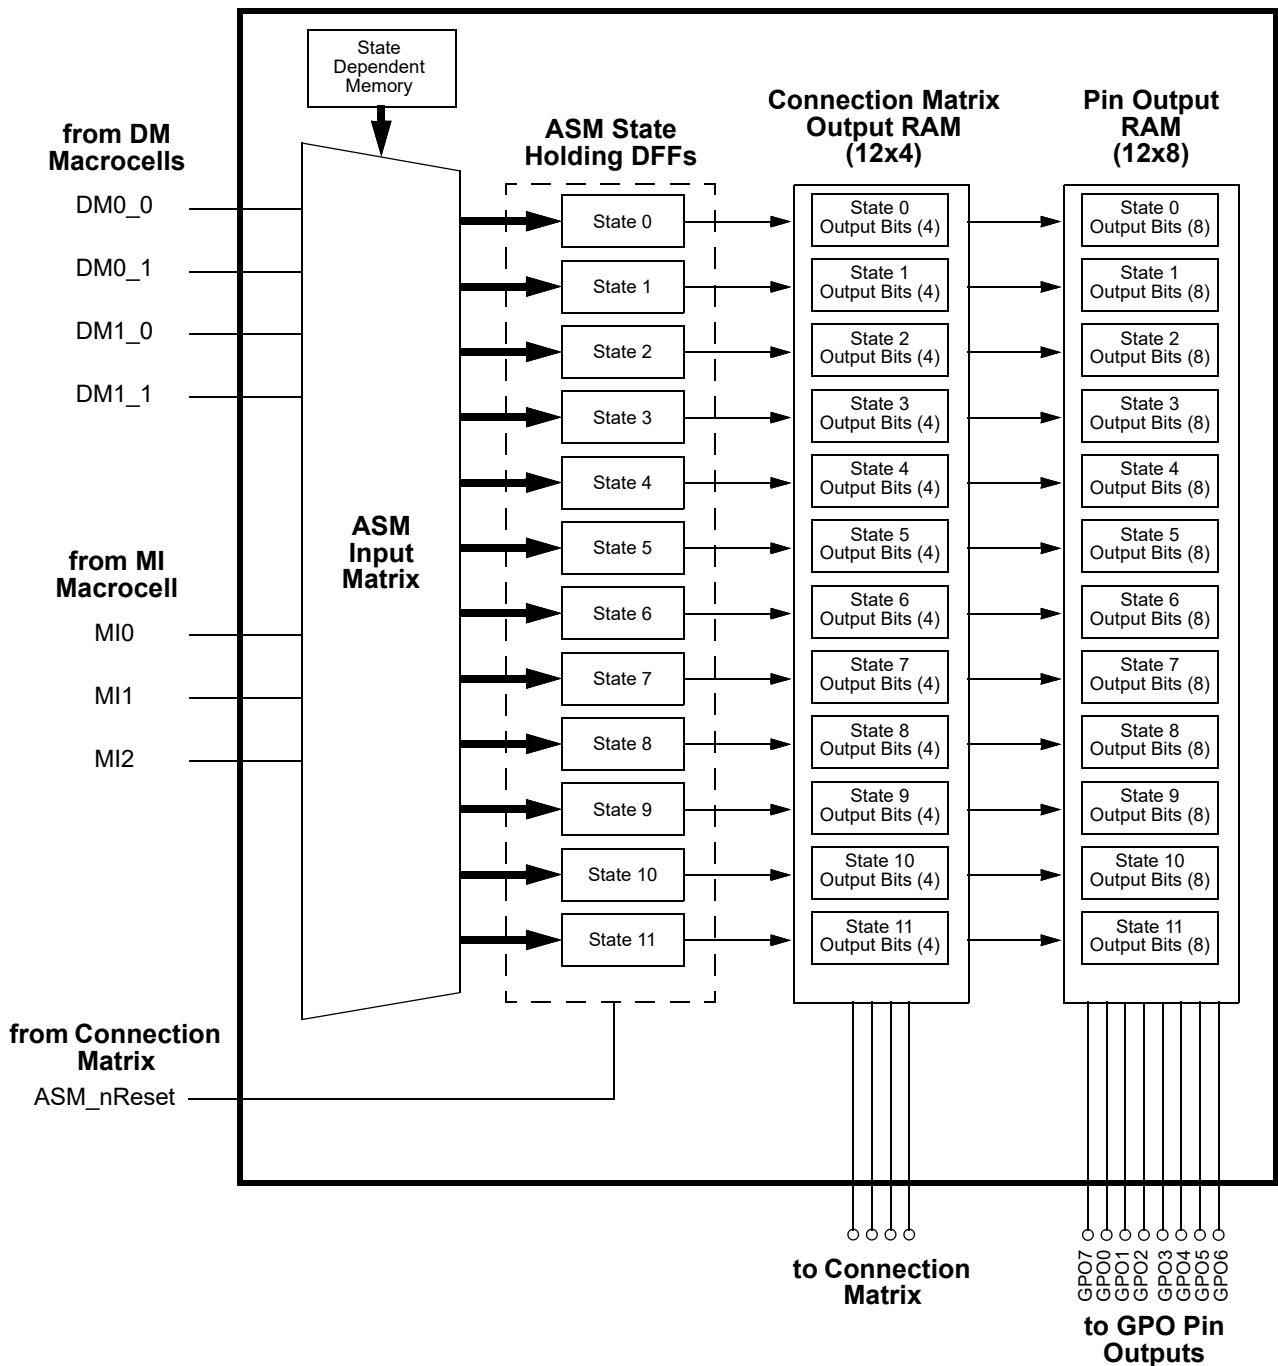 State
Dependent
Memory
from DM
Macrocells
DM0_0
DM0_1
DM1_0
DM1_1
from MI
Macrocell
MI0
MI1
MI2
from Connection
Matrix
ASM_nReset
ASM
Input
Matrix
ASM State
Holding DFFs
State 0
State 1
State 2
State 3
State 4
State 5
State 6
State 7
State 8
State 9
State 10
State 11
Connection Matrix
Output RAM
(12x4)
State 0
Output Bits (4)
State 1
Output Bits (4)
State 2
Output Bits (4)
State 3
Output Bits (4)
State 4
Output Bits (4)
State 5
Output Bits (4)
State 6
Output Bits (4)
State 7
Output Bits (4)
State 8
Output Bits (4)
State 9
Output Bits (4)
State 10
Output Bits (4)
State 11
Output Bits (4)
to Connection
Matrix
Pin Output
RAM
(12x8)
State 0
Output Bits (8)
State 1
Output Bits (8)
State 2
Output Bits (8)
State 3
Output Bits (8)
State 4
Output Bits (8)
State 5
Output Bits (8)
State 6
Output Bits (8)
State 7
Output Bits (8)
State 8
Output Bits (8)
State 9
Output Bits (8)
State 10
Output Bits (8)
State 11
Output Bits (8)
GPO7
GPO0
GPO1
GPO2
GPO3
GPO4
GPO5
GPO6
to GPO Pin
Outputs